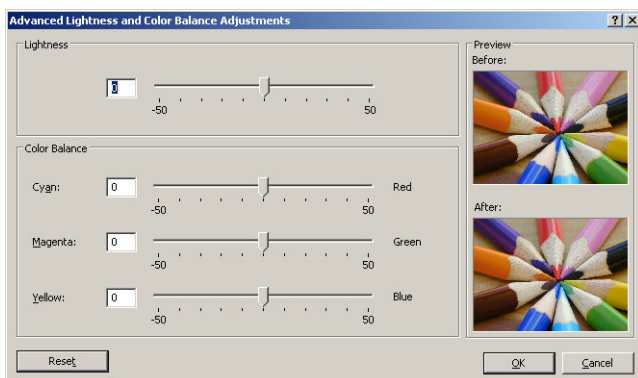 Advanced Lightness and Color Balance Adjustments
Lightness
0
-50 50
Color Balance
Cyan: 0 Red
-50 50
Magenta: 0 Green
-50 50
Yellow: 0 Blue
-50 50
Reset
Preview
Before:
After:
OK Cancel